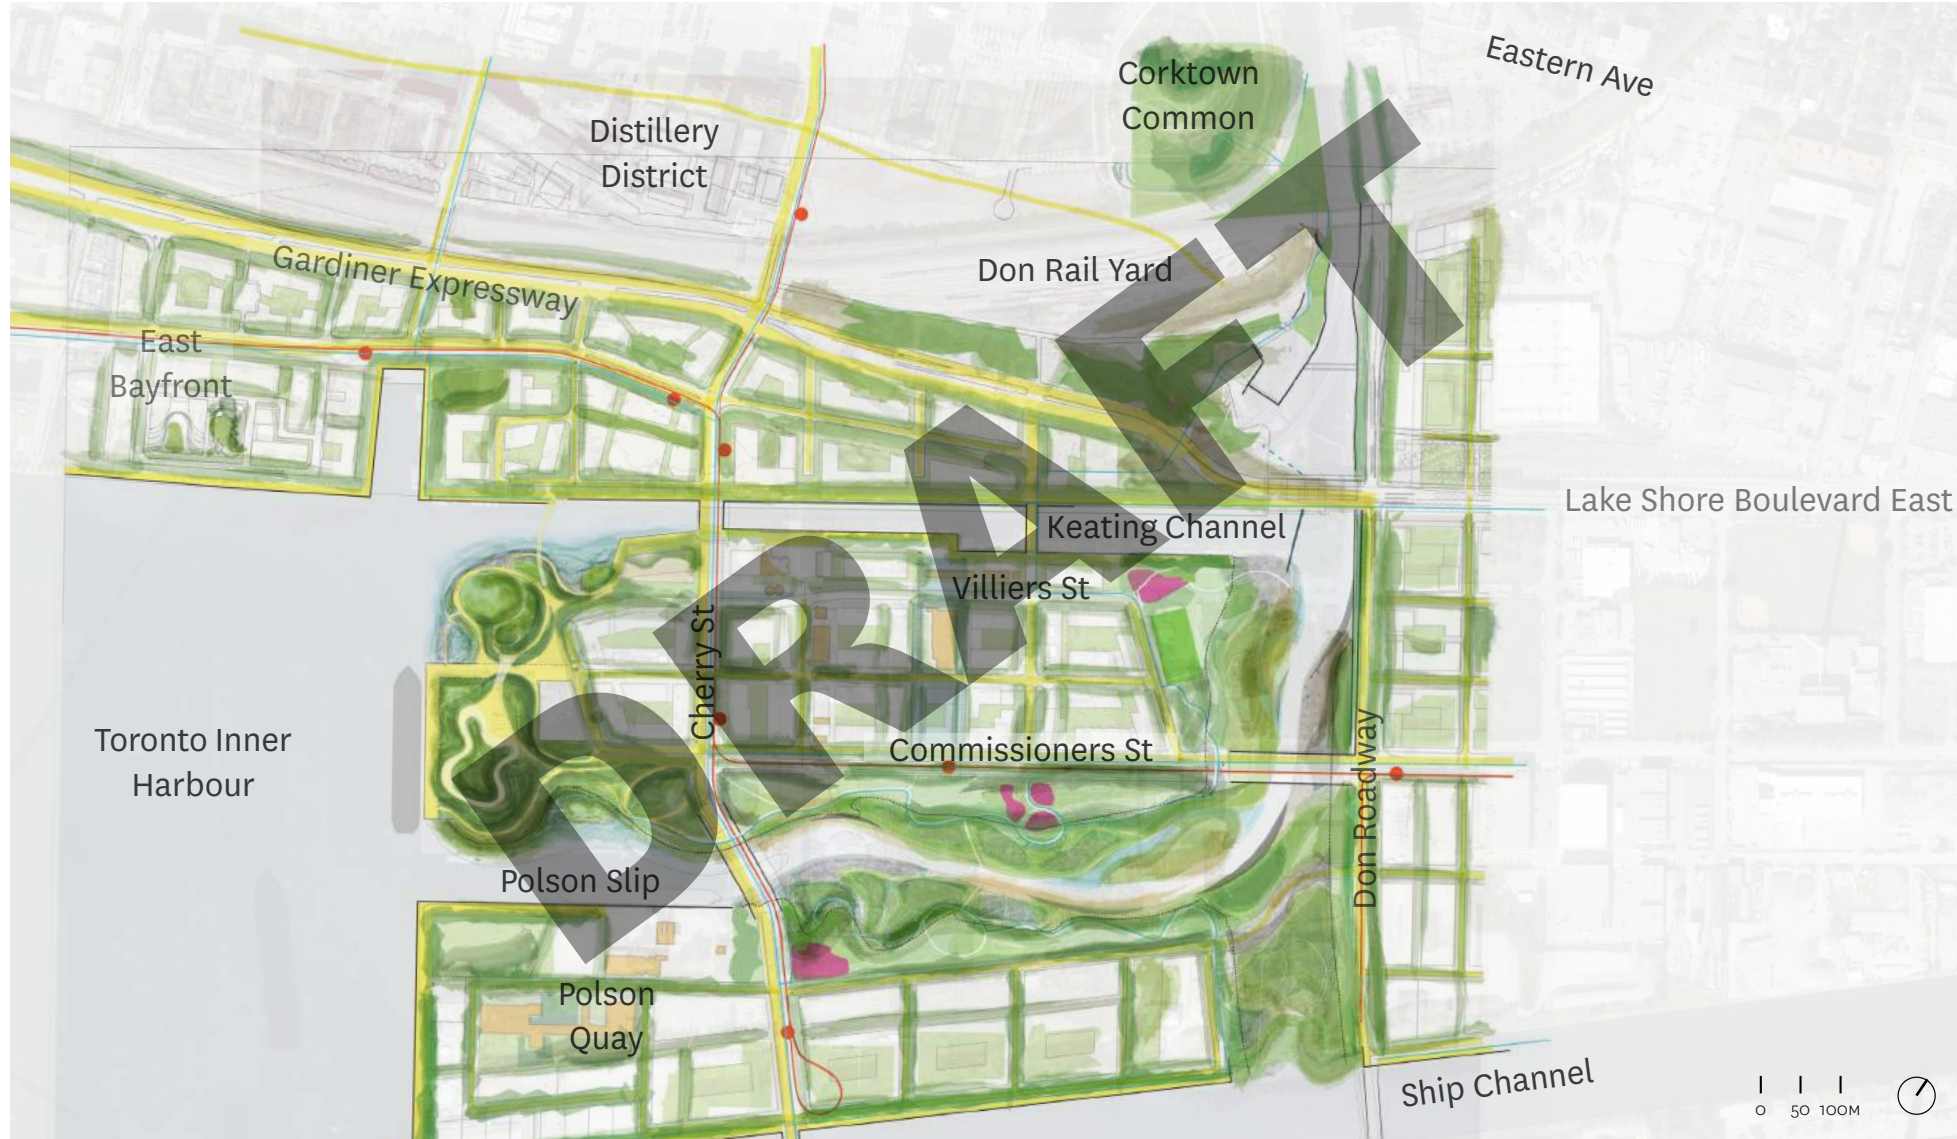 Eastern Ave
Corktown
Common
Distillery
District
Don Rail Yard
Gardiner Expressway
East
Bayfront
Lake Shore Boulevard East
Keating Channel
Villiers St
Cherry St
Commissioners St
Toronto Inner
Harbour
Don Roadway
Polson Slip
Polson
Quay
Ship Channel
0 50 100M
DRAFT